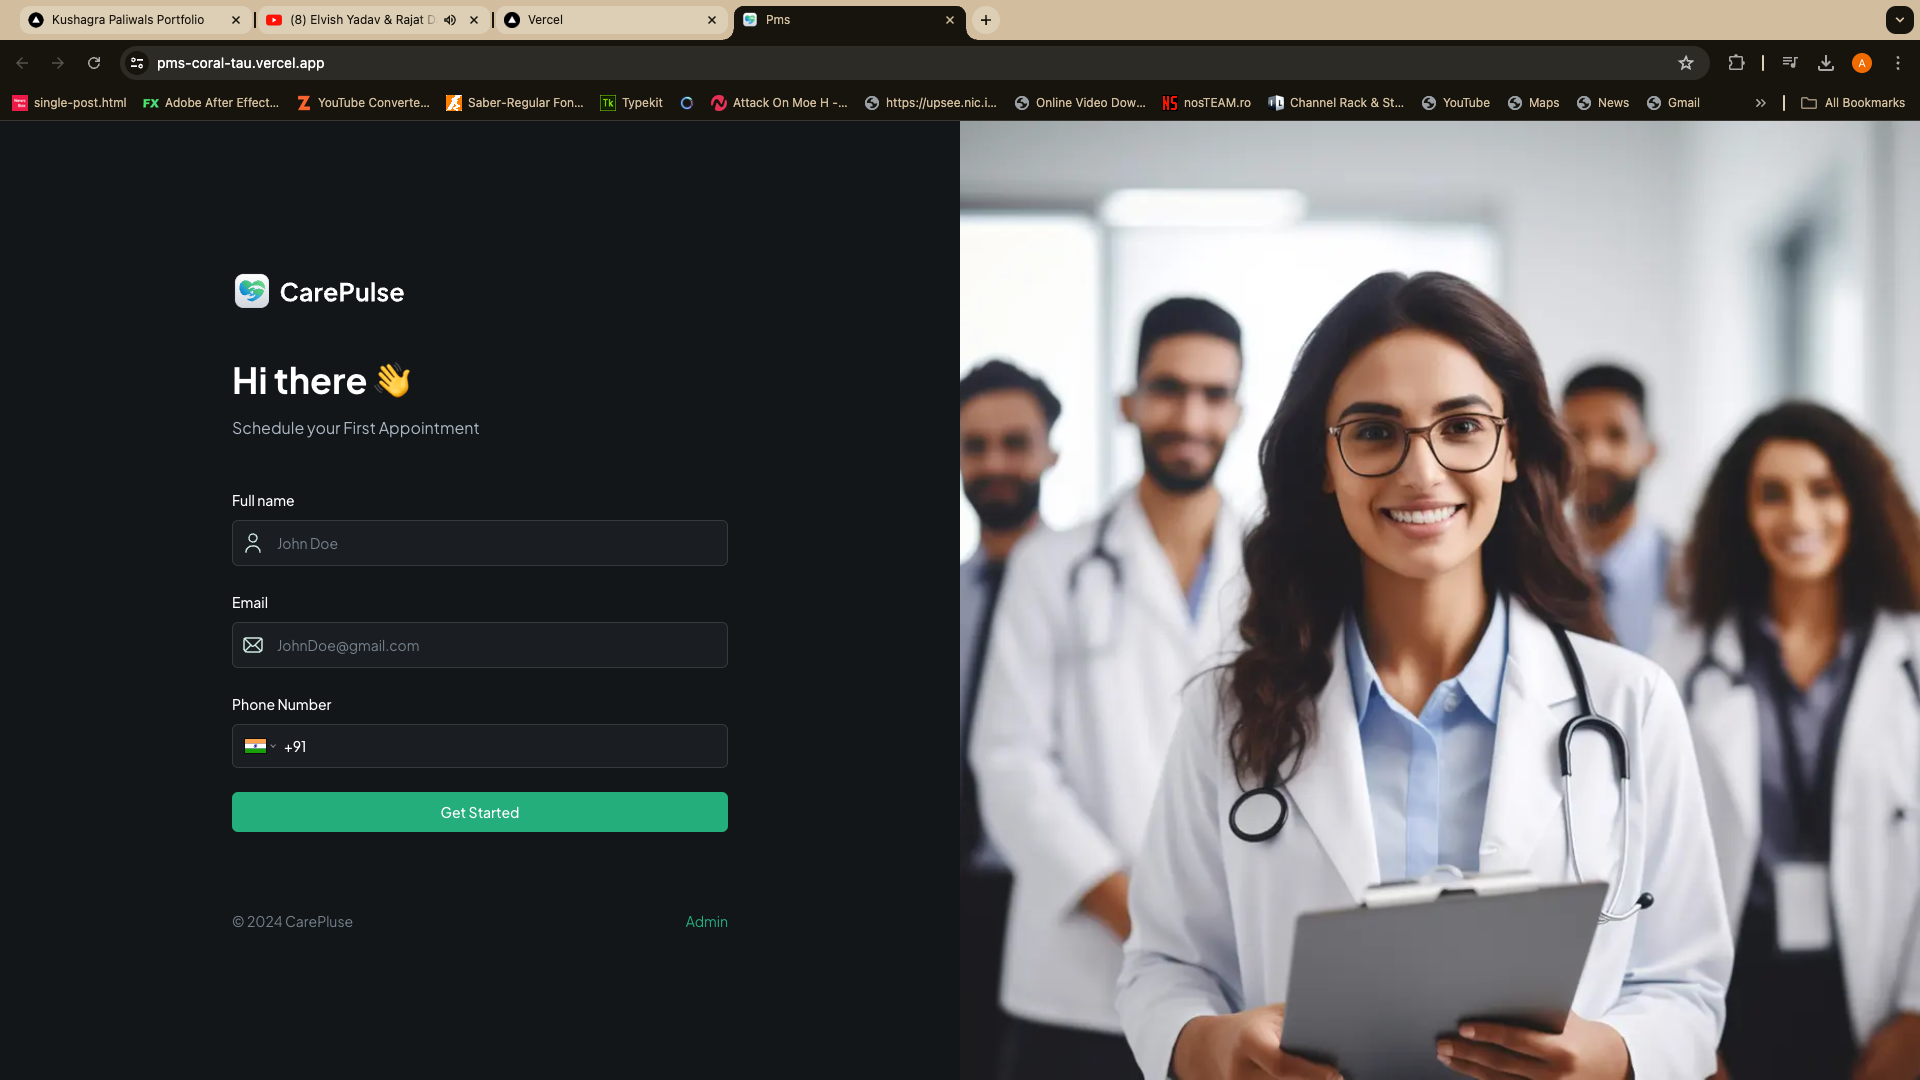 Kushagra Paliwals Portfolio
(8) Elvish Yadav & Rajat D
Vercel
Pms
pms-coral-tau.vercel.app
A
single-post.html
FX Adobe After Effect...
YouTube Converte...
Saber-Regular Fon...
Tk Typekit
Attack On Moe H -...
https://upsee.nic.i...
Online Video Dow...
nosTEAM.ro
Channel Rack & St...
YouTube
Maps
News
Gmail
All Bookmarks
CarePulse
Hi there 👋
Schedule your First Appointment
Full name
John Doe
Email
JohnDoe@gmail.com
Phone Number
+91
Get Started
© 2024 CarePluse
Admin